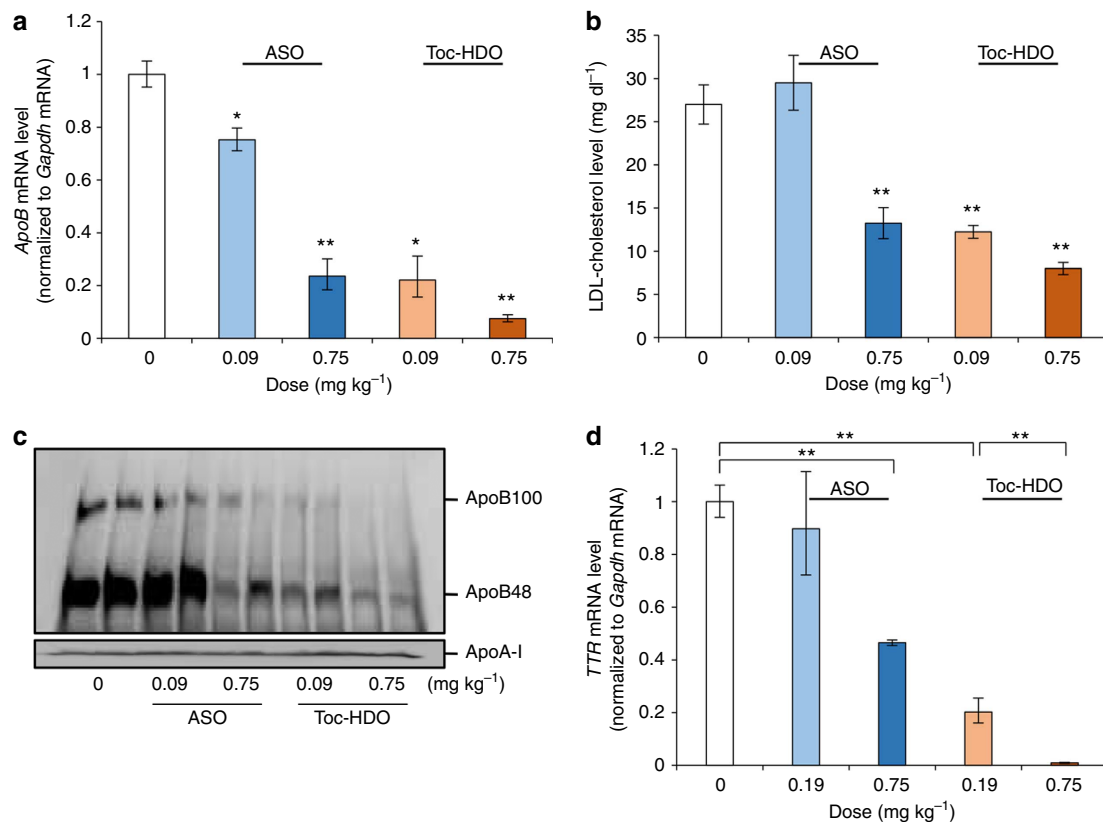 a
ASO
Toc-HDO
ApoB mRNA level
(normalized to Gapdh mRNA)
1.2
1
0.8
0.6
0.4
0.2
0
*
**
*
**
0
0.09
0.75
0.09
0.75
Dose (mg kg⁻¹)
b
ASO
Toc-HDO
LDL-cholesterol level (mg dl⁻¹)
35
30
25
20
15
10
5
0
**
**
**
0
0.09
0.75
0.09
0.75
Dose (mg kg⁻¹)
c
ApoB100
ApoB48
ApoA-I
0
0.09
0.75
0.09
0.75
(mg kg⁻¹)
ASO
Toc-HDO
d
**
**
**
ASO
Toc-HDO
TTR mRNA level
(normalized to Gapdh mRNA)
1.2
1
0.8
0.6
0.4
0.2
0
0
0.19
0.75
0.19
0.75
Dose (mg kg⁻¹)